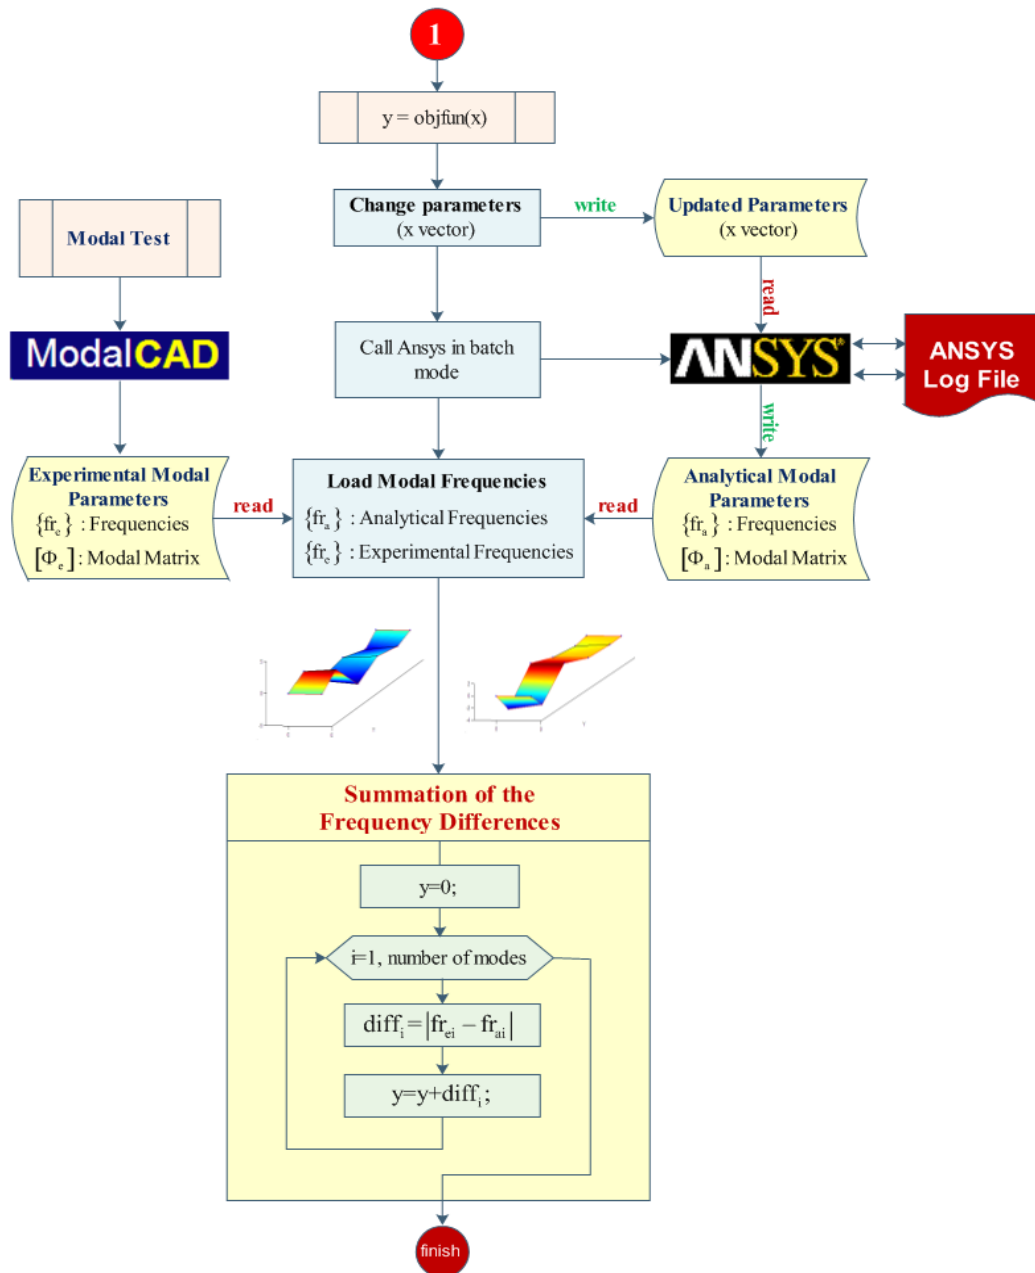 1
y = objfun(x)
Change parameters
(x vector)
write
Updated Parameters
(x vector)
Modal Test
read
ModalCAD
Call Ansys in batch
mode
ANSYS®
ANSYS
Log File
write
Experimental Modal
Parameters
{frₑ} : Frequencies
[Φₑ] : Modal Matrix
read
Load Modal Frequencies
{frₐ} : Analytical Frequencies
{frₑ} : Experimental Frequencies
read
Analytical Modal
Parameters
{frₐ} : Frequencies
[Φₐ] : Modal Matrix
Summation of the
Frequency Differences
y=0;
i=1, number of modes
diffᵢ = |frₑᵢ − frₐᵢ|
y=y+diffᵢ;
finish